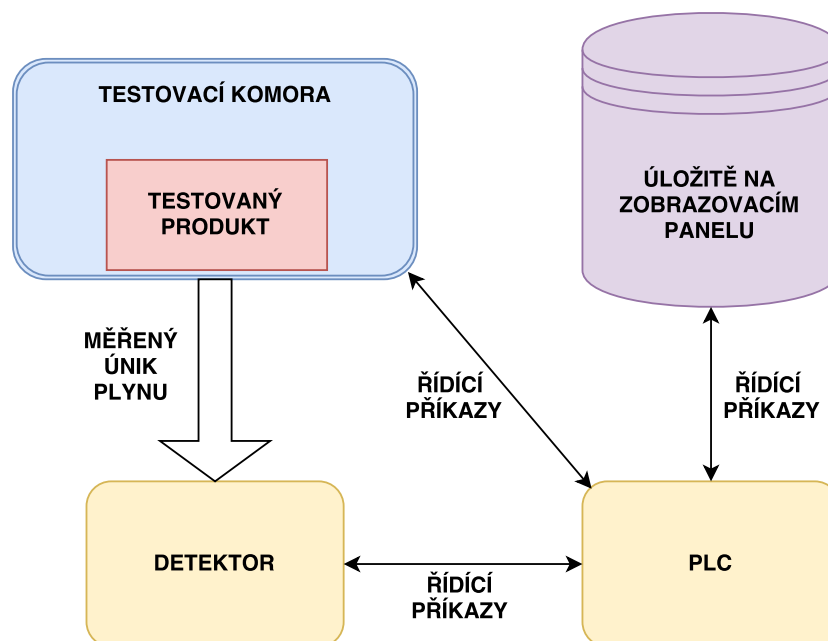 TESTOVACÍ KOMORA
TESTOVANÝ
PRODUKT
ÚLOŽITĚ NA
ZOBRAZOVACÍM
PANELU
MĚŘENÝ
ÚNIK
PLYNU
ŘÍDÍCÍ
PŘÍKAZY
ŘÍDÍCÍ
PŘÍKAZY
DETEKTOR
ŘÍDÍCÍ
PŘÍKAZY
PLC